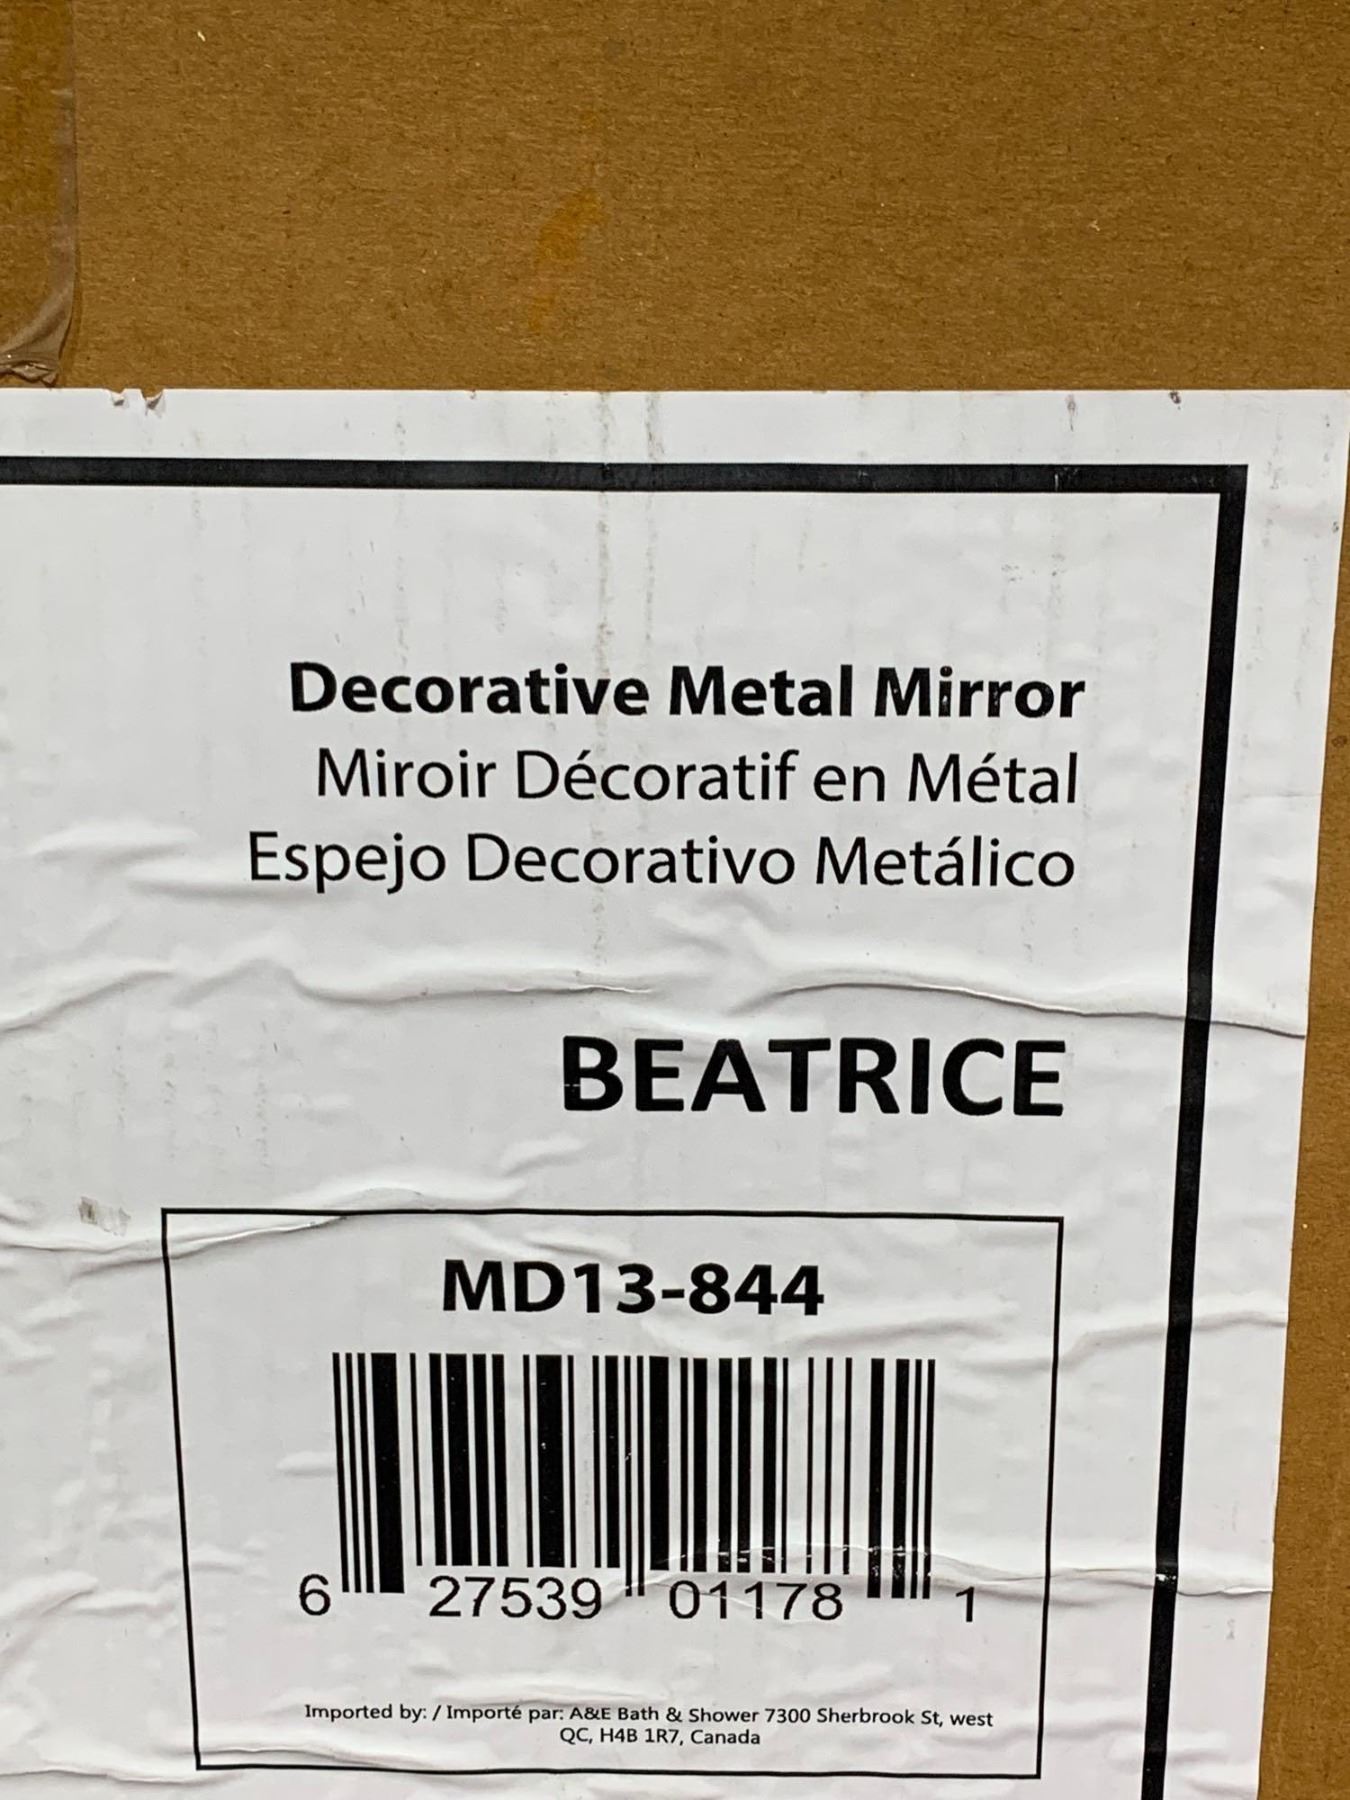 Decorative Metal Mirror
Miroir Décoratif en Métal
Espejo Decorativo Metálico
BEATRICE
MD13-844
6 27539 01178 1
Imported by: / Importé par: A&E Bath & Shower 7300 Sherbrook St, west
QC, H4B 1R7, Canada